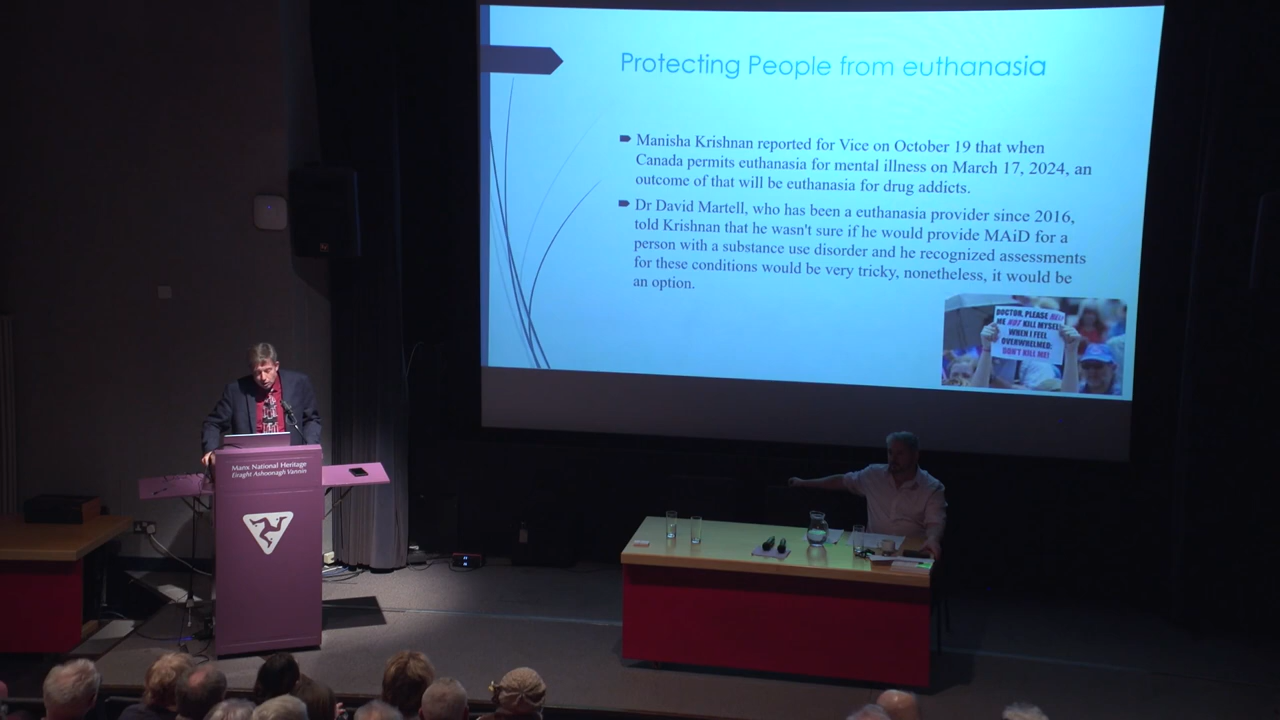 Protecting People from euthanasia
Manisha Krishnan reported for Vice on October 19 that when
Canada permits euthanasia for mental illness on March 17, 2024, an
outcome of that will be euthanasia for drug addicts.
Dr David Martell, who has been a euthanasia provider since 2016,
told Krishnan that he wasn't sure if he would provide MAiD for a
person with a substance use disorder and he recognized assessments
for these conditions would be very tricky, nonetheless, it would be
an option.
DOCTOR, PLEASE HELP
ME NOT KILL MYSELF
WHEN I FEEL
OVERWHELMED:
DON'T KILL ME!
Manx National Heritage
Eiraght Ashoonagh Vannin